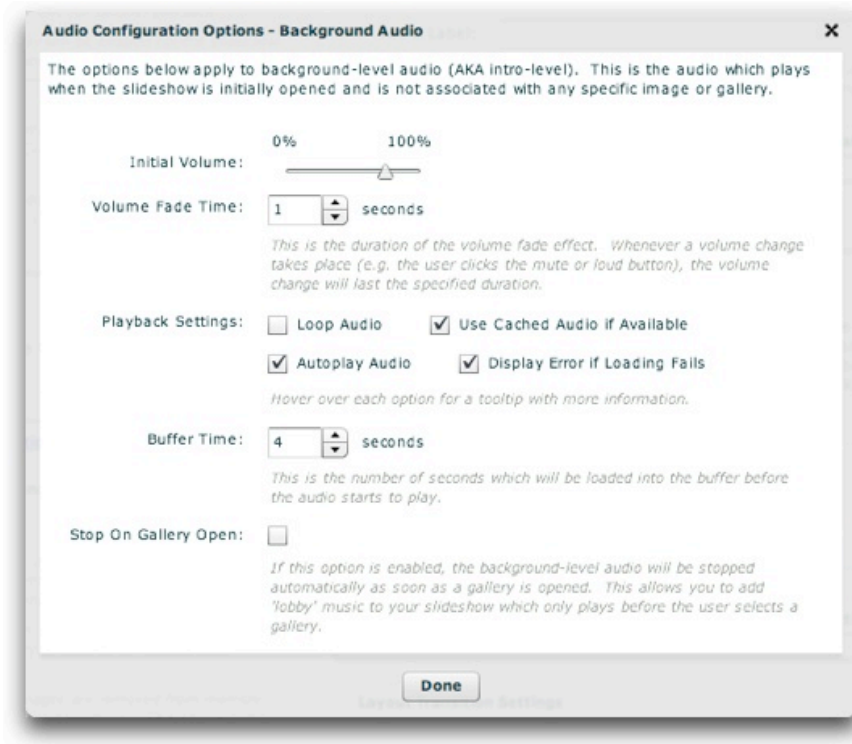 Audio Configuration Options - Background Audio
The options below apply to background-level audio (AKA intro-level). This is the audio which plays
when the slideshow is initially opened and is not associated with any specific image or gallery.
0% 100%
Initial Volume:
Volume Fade Time: 1 seconds
This is the duration of the volume fade effect. Whenever a volume change
takes place (e.g. the user clicks the mute or loud button), the volume
change will last the specified duration.
Playback Settings: Loop Audio Use Cached Audio if Available
Autoplay Audio Display Error if Loading Fails
Hover over each option for a tooltip with more information.
Buffer Time: 4 seconds
This is the number of seconds which will be loaded into the buffer before
the audio starts to play.
Stop On Gallery Open:
If this option is enabled, the background-level audio will be stopped
automatically as soon as a gallery is opened. This allows you to add
'lobby' music to your slideshow which only plays before the user selects a
gallery.
Done